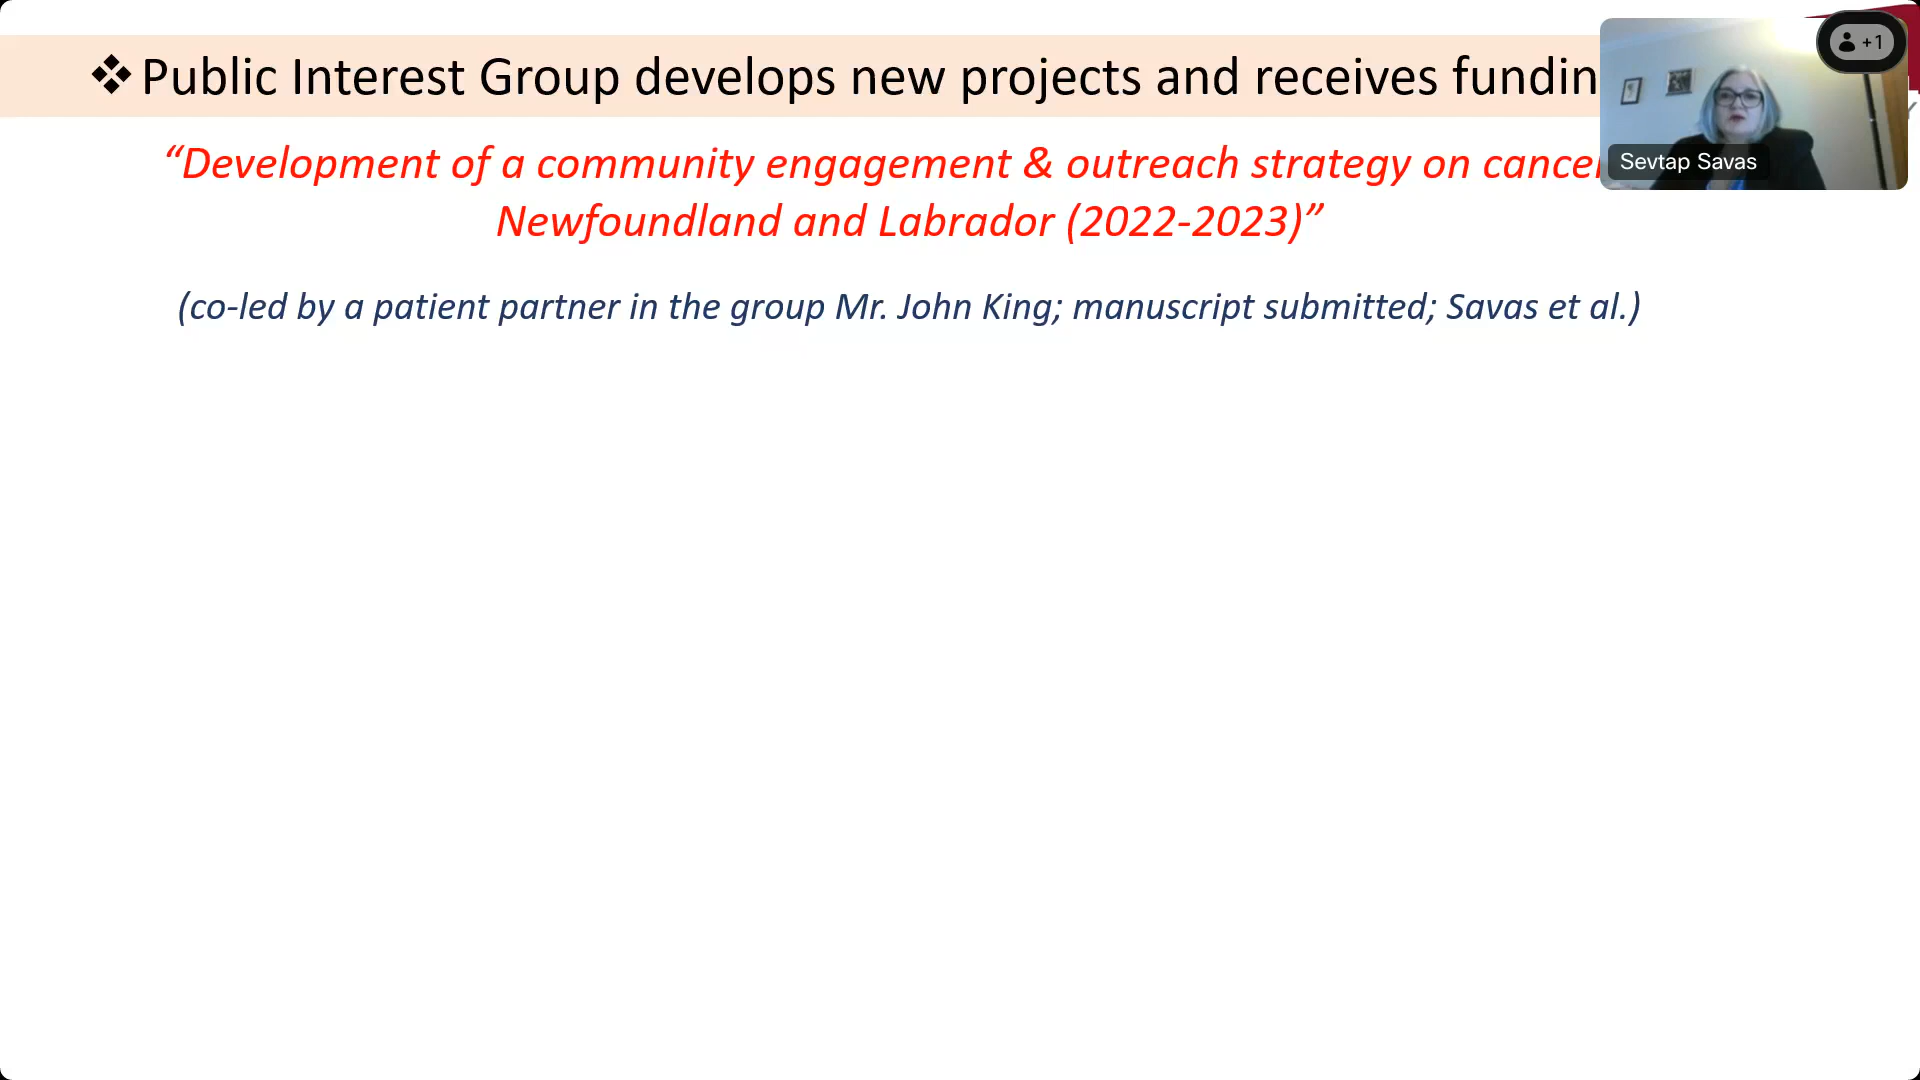 ❖Public Interest Group develops new projects and receives fundin
+1
“Development of a community engagement & outreach strategy on cancer
Sevtap Savas
Newfoundland and Labrador (2022-2023)”
(co-led by a patient partner in the group Mr. John King; manuscript submitted; Savas et al.)